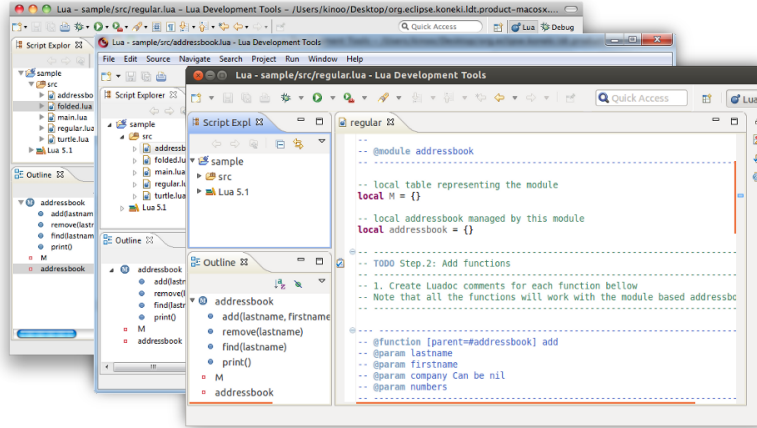 Lua - sample/src/regular.lua - Lua Development Tools - /Users/kinoo/Desktop/org.eclipse.koneki.ldt.product-macosx....
Quick Access
Lua
Debug
Script Explor
sample
src
addressbo
folded.lua
main.lua
regular.lua
turtle.lua
Lua 5.1
Outline
addressbook
add(lastnam
remove(lastn
find(lastnam
print()
M
addressbook
Lua - sample/src/addressbook.lua - Lua Development Tools
File Edit Source Navigate Search Project Run Window Help
Script Explorer
sample
src
addressb
folded.lu
main.lua
regular.lu
turtle.lua
Lua 5.1
Outline
addressbook
add(lastr
remove(l
find(lastr
print()
M
addressbook
Lua - sample/src/regular.lua - Lua Development Tools
Quick Access
Lua
Script Expl
sample
src
Lua 5.1
Outline
addressbook
add(lastname, firstname
remove(lastname)
find(lastname)
print()
M
addressbook
regular
--
-- @module addressbook
-- local table representing the module
local M = {}
-- local addressbook managed by this module
local addressbook = {}
-- TODO Step.2: Add functions
-- 1. Create Luadoc comments for each function bellow
-- Note that all the functions will work with the module based addressbo
-- @function [parent=#addressbook] add
-- @param lastname
-- @param firstname
-- @param company Can be nil
-- @param numbers